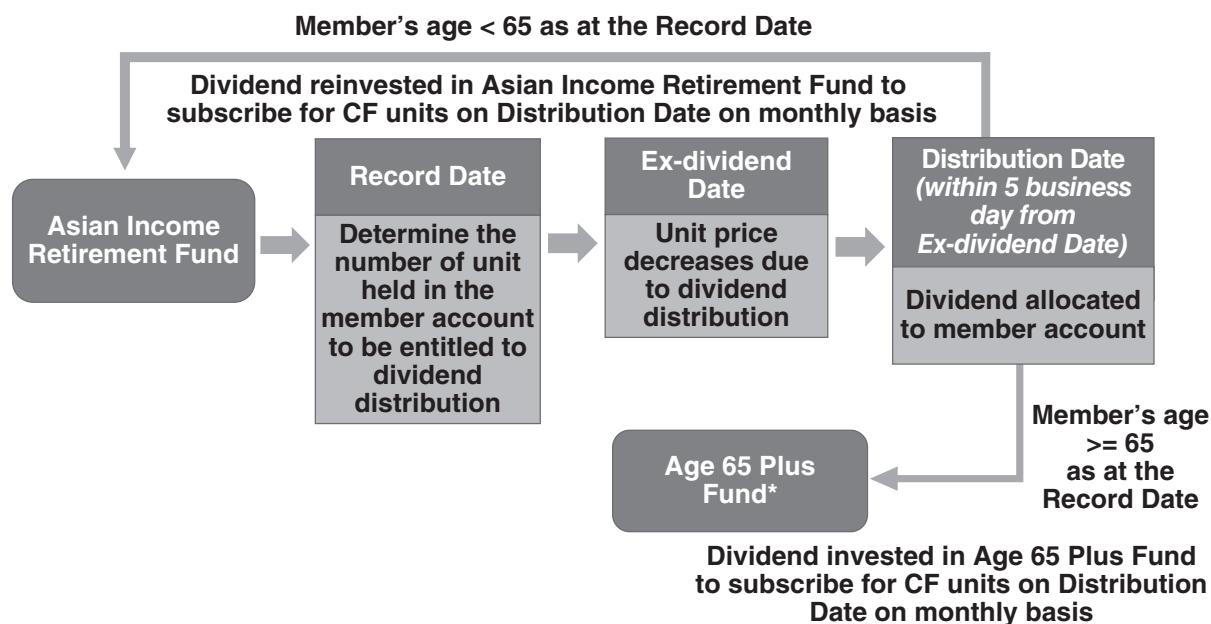 Member's age < 65 as at the Record Date
Dividend reinvested in Asian Income Retirement Fund to
subscribe for CF units on Distribution Date on monthly basis
Asian Income
Retirement Fund
Record Date
Determine the
number of unit
held in the
member account
to be entitled to
dividend
distribution
Ex-dividend
Date
Unit price
decreases due
to dividend
distribution
Distribution Date
(within 5 business
day from
Ex-dividend Date)
Dividend allocated
to member account
Member's age
>= 65
as at the
Record Date
Age 65 Plus
Fund*
Dividend invested in Age 65 Plus Fund
to subscribe for CF units on Distribution
Date on monthly basis